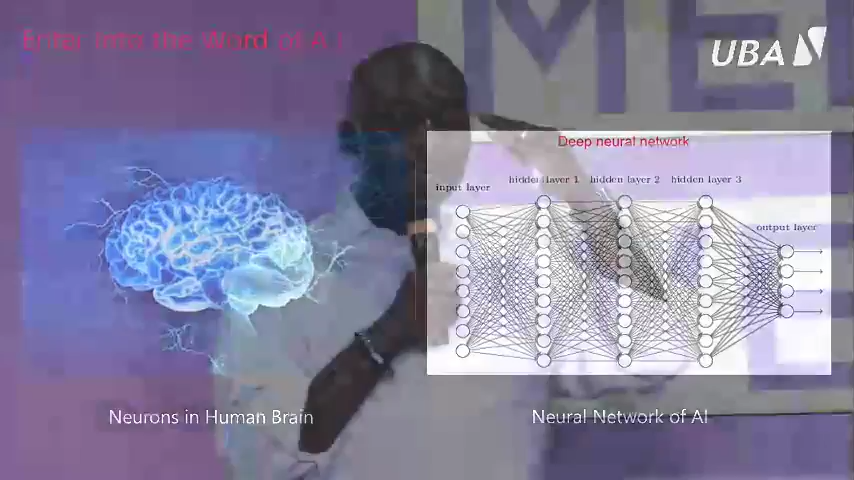 Enter into the Word of A.I
UBA
Deep neural network
input layer
hidden layer 1 hidden layer 2 hidden layer 3
output layer
Neurons in Human Brain
Neural Network of AI